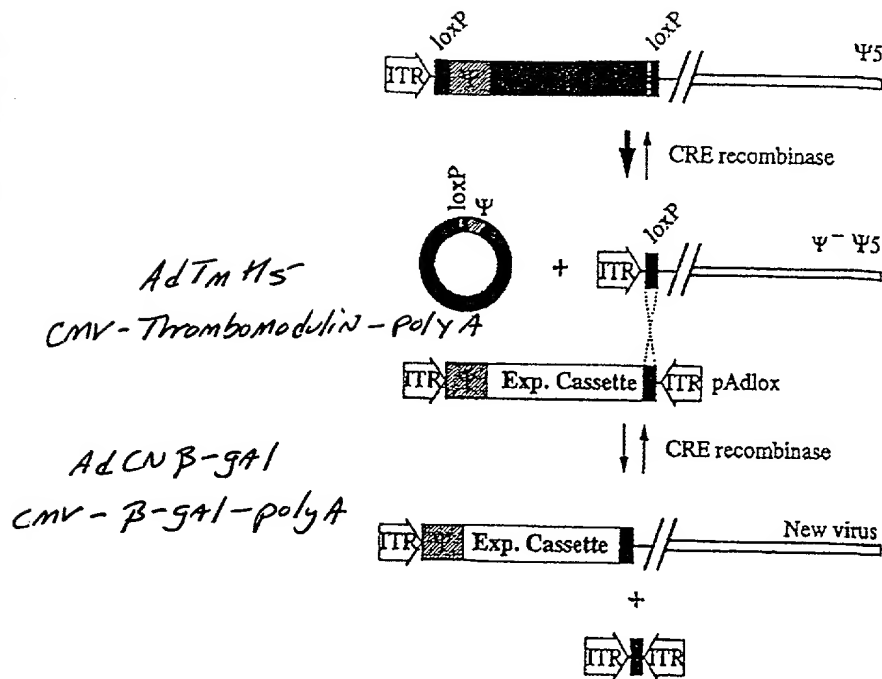 loxP loxP
Ψ5
ITR Ψ
CRE recombinase
loxP Ψ loxP
Ψ⁻ Ψ5
+ ITR
AdTmH5
CMV-Thrombomodulin-polyA
ITR Ψ Exp. Cassette ITR pAdlox
CRE recombinase
AdCNβ-gAl
CMV-β-gAl-polyA
New virus
ITR Ψ Exp. Cassette
+
ITR ITR